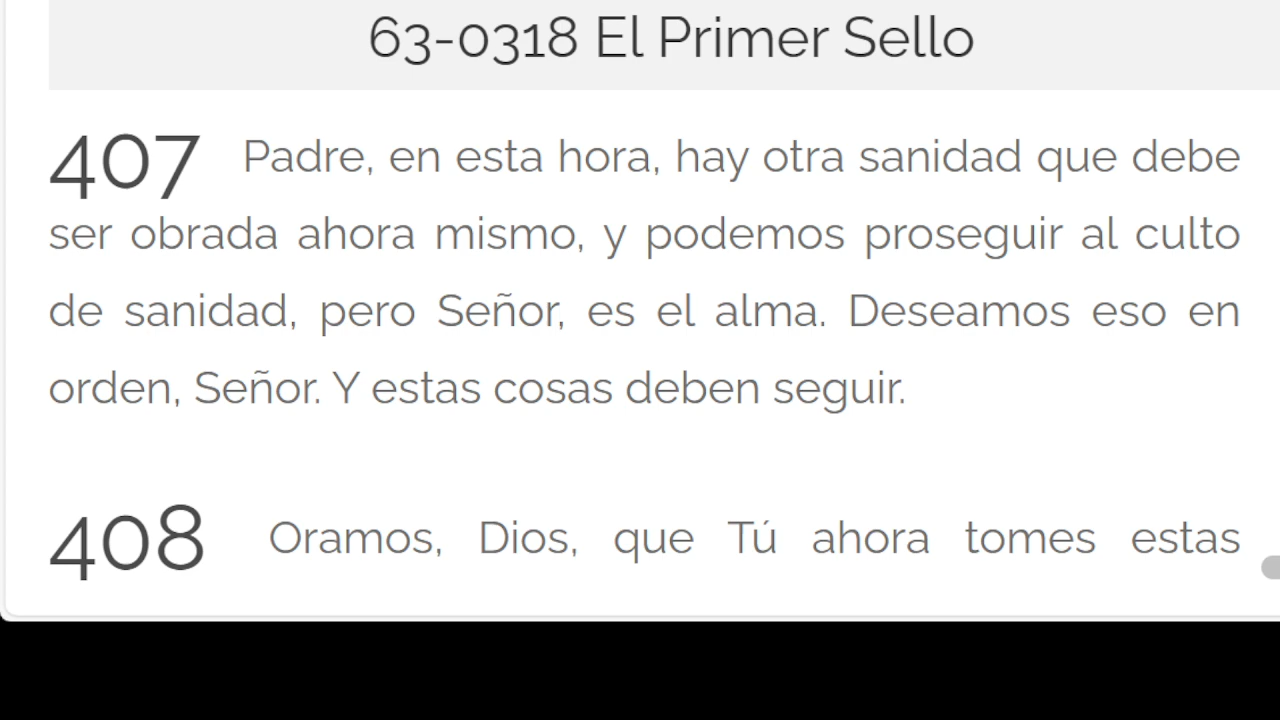 63-0318 El Primer Sello
407 Padre, en esta hora, hay otra sanidad que debe
ser obrada ahora mismo, y podemos proseguir al culto
de sanidad, pero Señor, es el alma. Deseamos eso en
orden, Señor. Y estas cosas deben seguir.
408 Oramos, Dios, que Tú ahora tomes estas